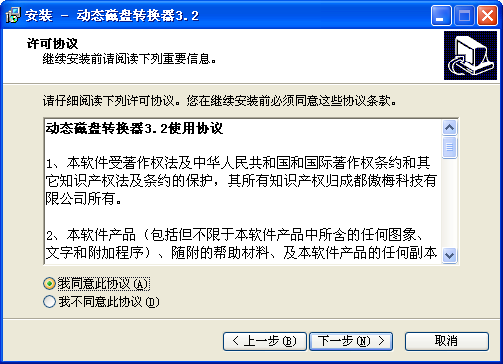 安装 - 动态磁盘转换器3.2
许可协议
继续安装前请阅读下列重要信息。
请仔细阅读下列许可协议。您在继续安装前必须同意这些协议条款。
动态磁盘转换器3.2使用协议
1、本软件受著作权法及中华人民共和国和国际著作权条约和其
它知识产权法及条约的保护，其所有知识产权归成都傲梅科技有
限公司所有。
2、本软件产品（包括但不限于本软件产品中所含的任何图象、
文字和附加程序）、随附的帮助材料、及本软件产品的任何副本
我同意此协议(A)
我不同意此协议(D)
< 上一步(B)
下一步(N) >
取消